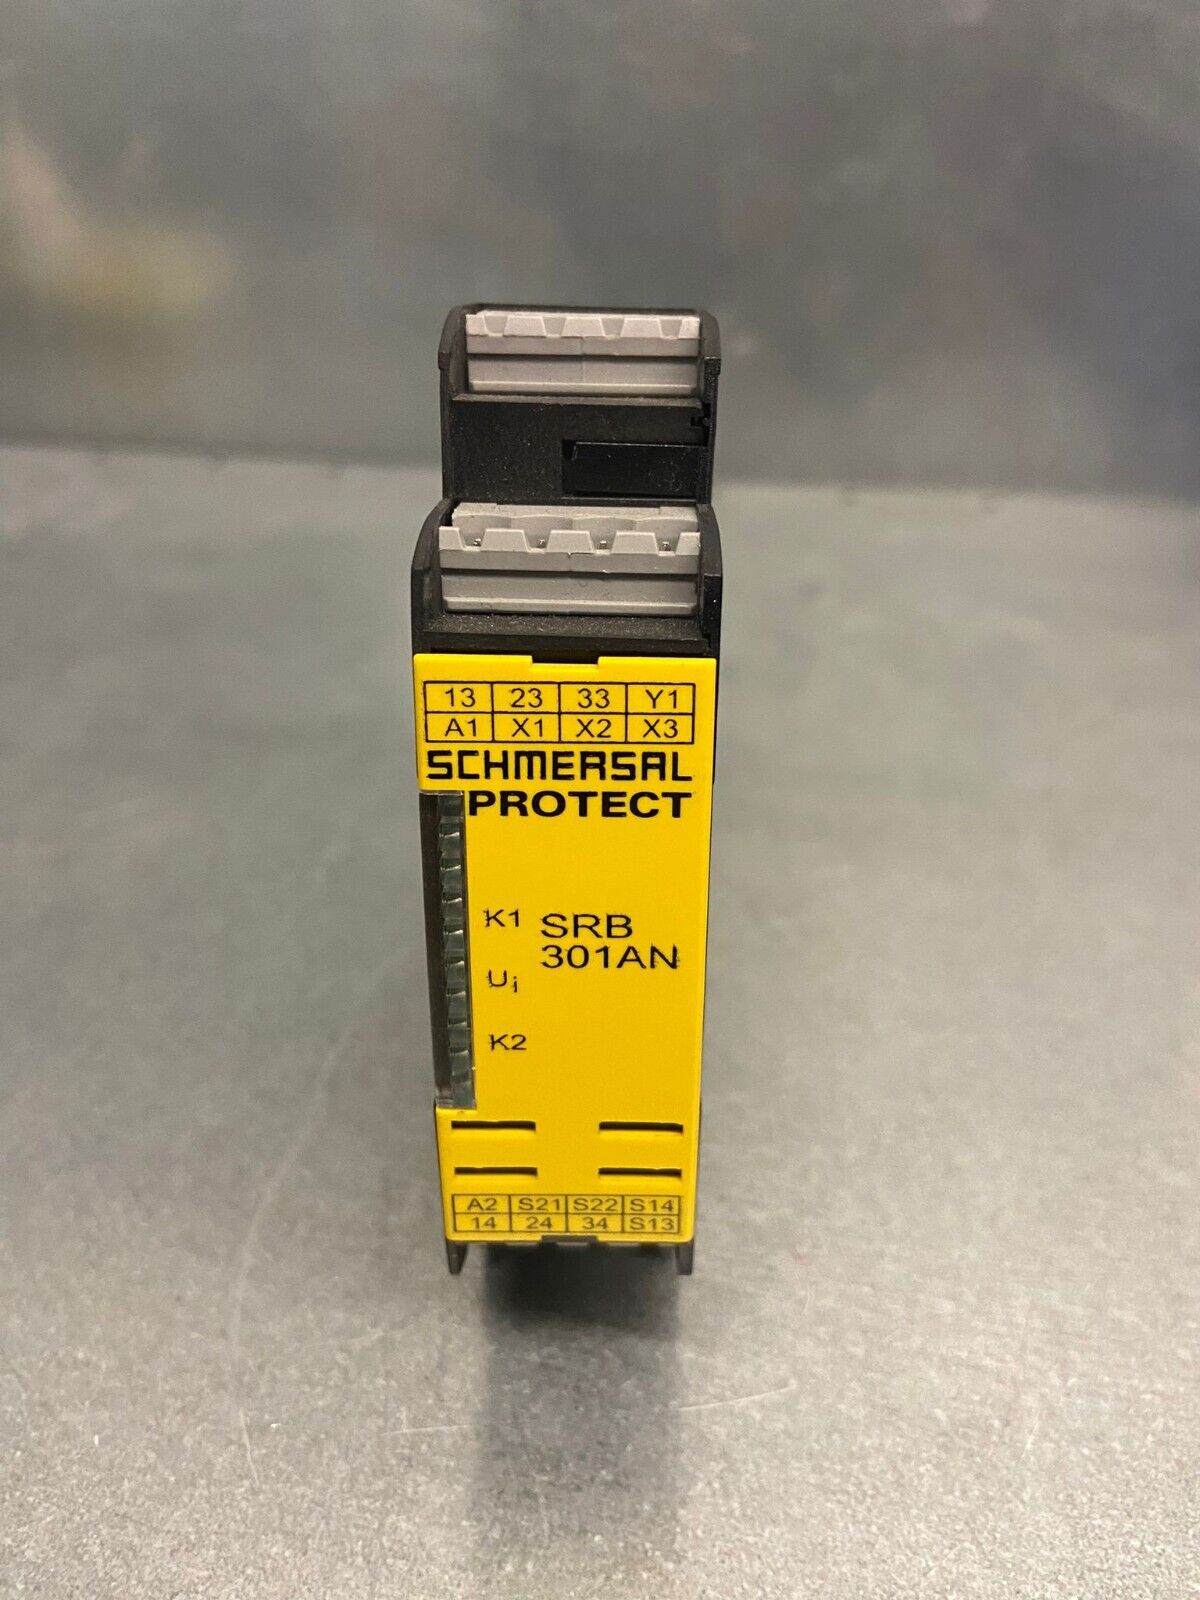 13 23 33 Y1
A1 X1 X2 X3
SCHMERSAL
PROTECT
K1
SRB
301AN
Ui
K2
A2 S21 S22 S14
14 24 34 S13